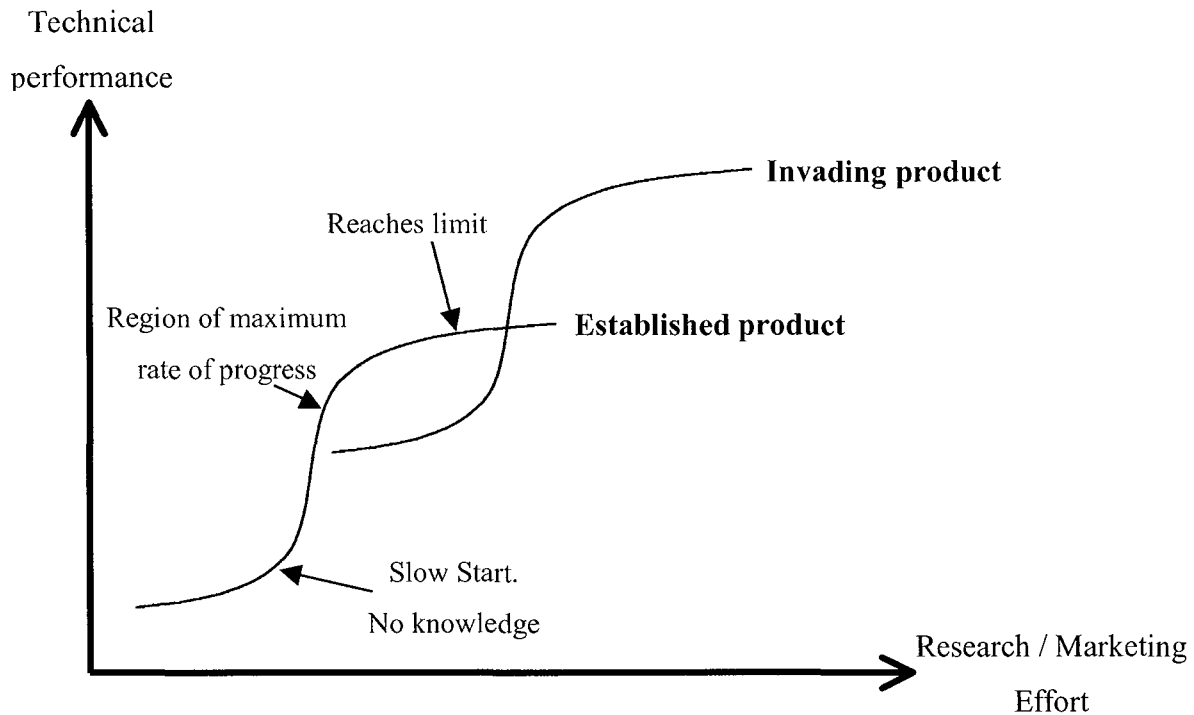 Technical
performance
Invading product
Reaches limit
Region of maximum
rate of progress
Established product
Slow Start.
No knowledge
Research / Marketing
Effort